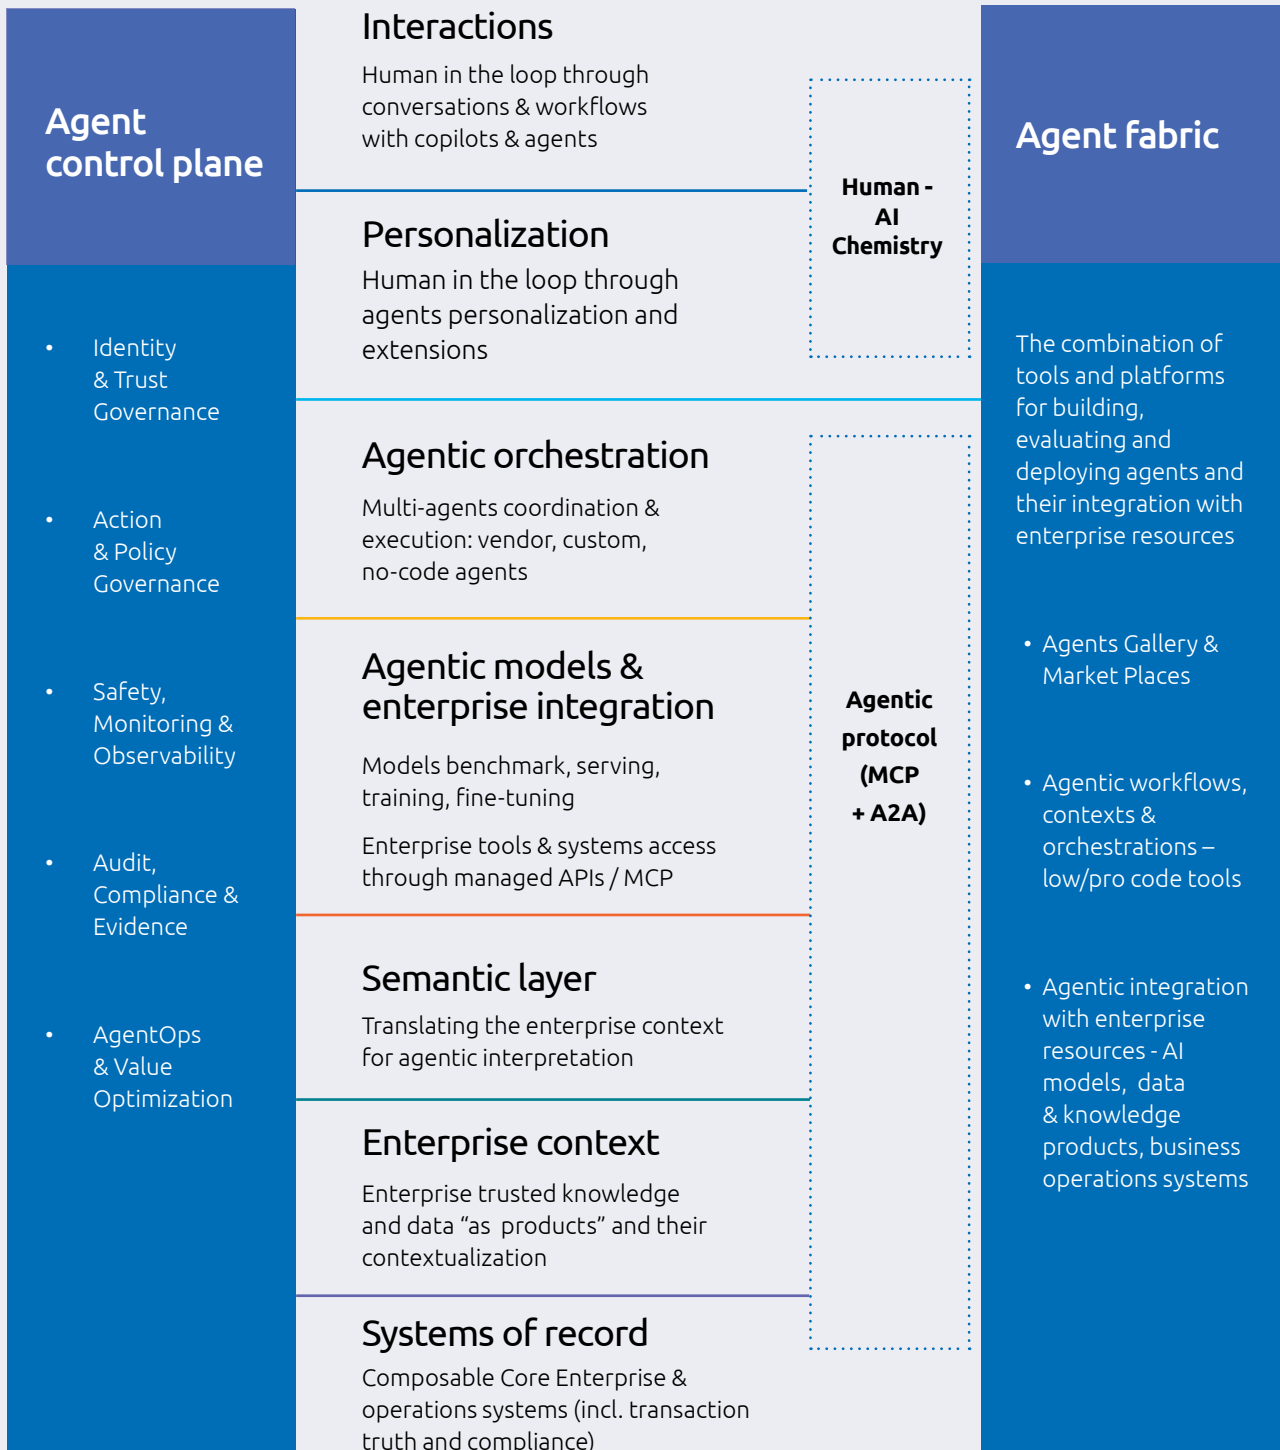 Agent
control plane
• Identity
& Trust
Governance
• Action
& Policy
Governance
• Safety,
Monitoring &
Observability
• Audit,
Compliance &
Evidence
• AgentOps
& Value
Optimization
Interactions
Human in the loop through
conversations & workflows
with copilots & agents
Personalization
Human in the loop through
agents personalization and
extensions
Human -
AI
Chemistry
Agentic orchestration
Multi-agents coordination &
execution: vendor, custom,
no-code agents
Agentic models &
enterprise integration
Models benchmark, serving,
training, fine-tuning
Enterprise tools & systems access
through managed APIs / MCP
Semantic layer
Translating the enterprise context
for agentic interpretation
Enterprise context
Enterprise trusted knowledge
and data “as products” and their
contextualization
Systems of record
Composable Core Enterprise &
operations systems (incl. transaction
truth and compliance)
Agentic
protocol
(MCP
+ A2A)
Agent fabric
The combination of
tools and platforms
for building,
evaluating and
deploying agents and
their integration with
enterprise resources
• Agents Gallery &
Market Places
• Agentic workflows,
contexts &
orchestrations –
low/pro code tools
• Agentic integration
with enterprise
resources - AI
models, data
& knowledge
products, business
operations systems